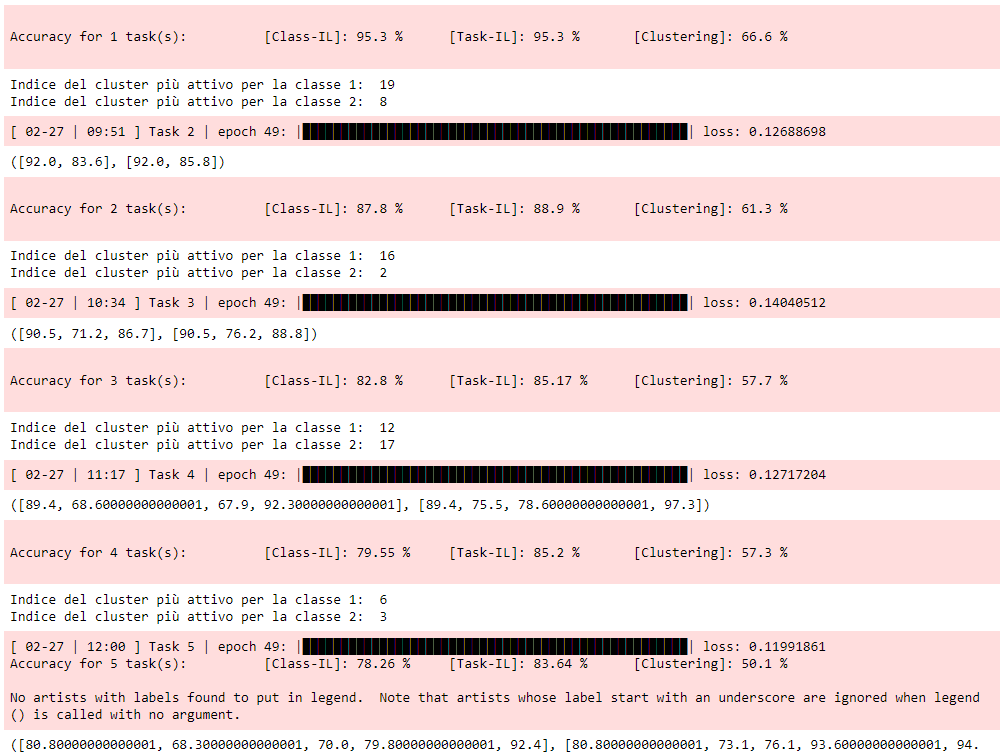 Accuracy for 1 task(s): [Class-IL]: 95.3 % [Task-IL]: 95.3 % [Clustering]: 66.6 %
Indice del cluster più attivo per la classe 1: 19
Indice del cluster più attivo per la classe 2: 8
[ 02-27 | 09:51 ] Task 2 | epoch 49: || loss: 0.12688698
([92.0, 83.6], [92.0, 85.8])
Accuracy for 2 task(s): [Class-IL]: 87.8 % [Task-IL]: 88.9 % [Clustering]: 61.3 %
Indice del cluster più attivo per la classe 1: 16
Indice del cluster più attivo per la classe 2: 2
[ 02-27 | 10:34 ] Task 3 | epoch 49: || loss: 0.14040512
([90.5, 71.2, 86.7], [90.5, 76.2, 88.8])
Accuracy for 3 task(s): [Class-IL]: 82.8 % [Task-IL]: 85.17 % [Clustering]: 57.7 %
Indice del cluster più attivo per la classe 1: 12
Indice del cluster più attivo per la classe 2: 17
[ 02-27 | 11:17 ] Task 4 | epoch 49: || loss: 0.12717204
([89.4, 68.60000000000001, 67.9, 92.30000000000001], [89.4, 75.5, 78.60000000000001, 97.3])
Accuracy for 4 task(s): [Class-IL]: 79.55 % [Task-IL]: 85.2 % [Clustering]: 57.3 %
Indice del cluster più attivo per la classe 1: 6
Indice del cluster più attivo per la classe 2: 3
[ 02-27 | 12:00 ] Task 5 | epoch 49: || loss: 0.11991861
Accuracy for 5 task(s): [Class-IL]: 78.26 % [Task-IL]: 83.64 % [Clustering]: 50.1 %
No artists with labels found to put in legend. Note that artists whose label start with an underscore are ignored when legend
() is called with no argument.
([80.80000000000001, 68.30000000000001, 70.0, 79.80000000000001, 92.4], [80.80000000000001, 73.1, 76.1, 93.60000000000001, 94.